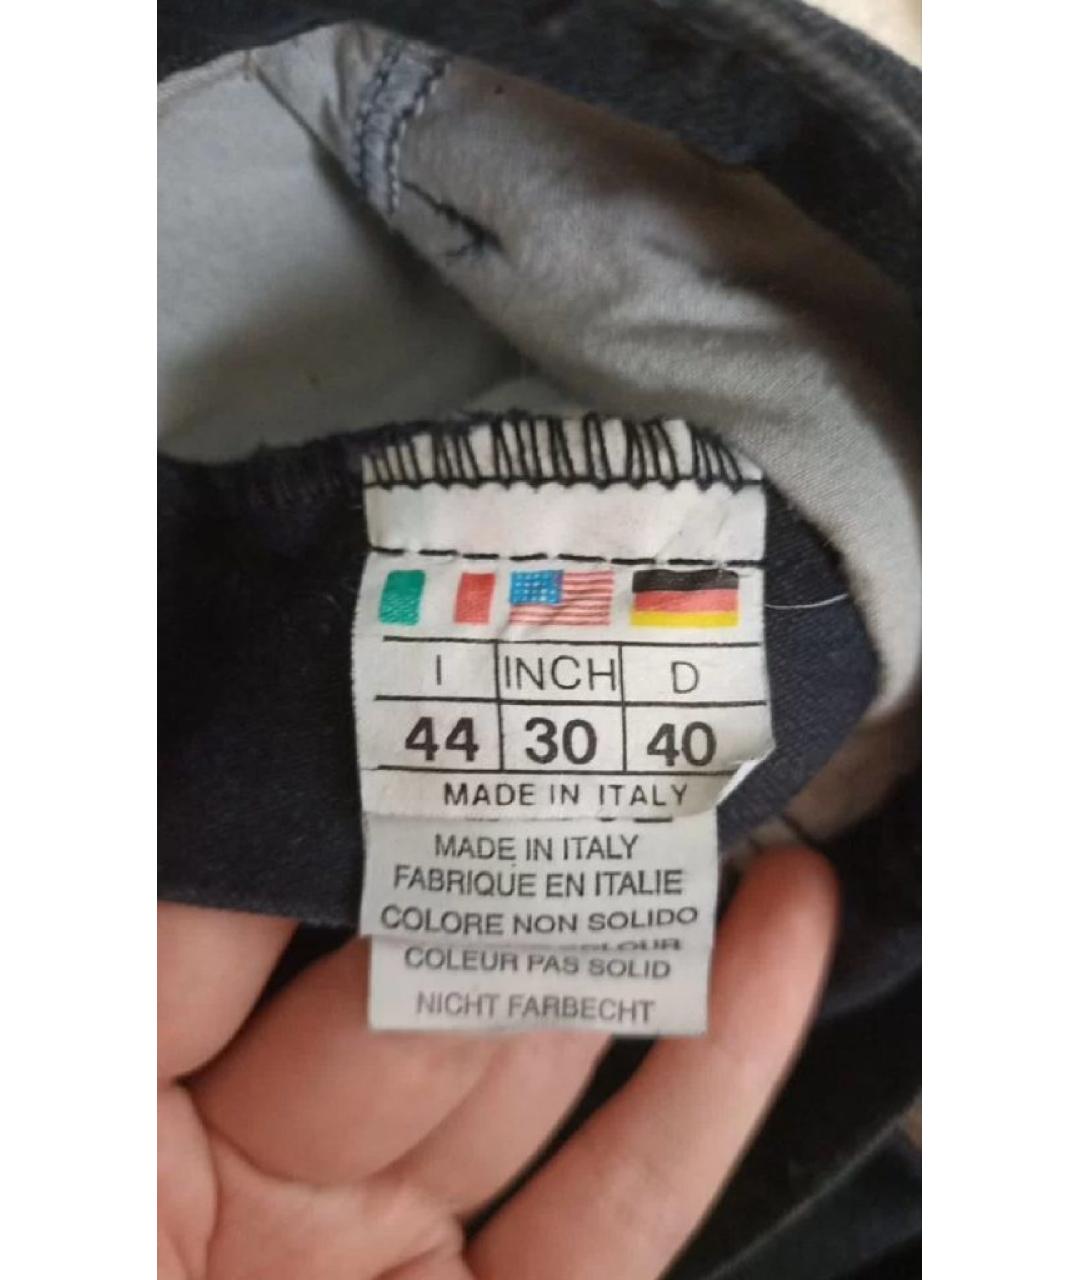 I INCH D
44 30 40
MADE IN ITALY
MADE IN ITALY
FABRIQUE EN ITALIE
COLORE NON SOLIDO
COLOUR
COLEUR PAS SOLID
NICHT FARBECHT